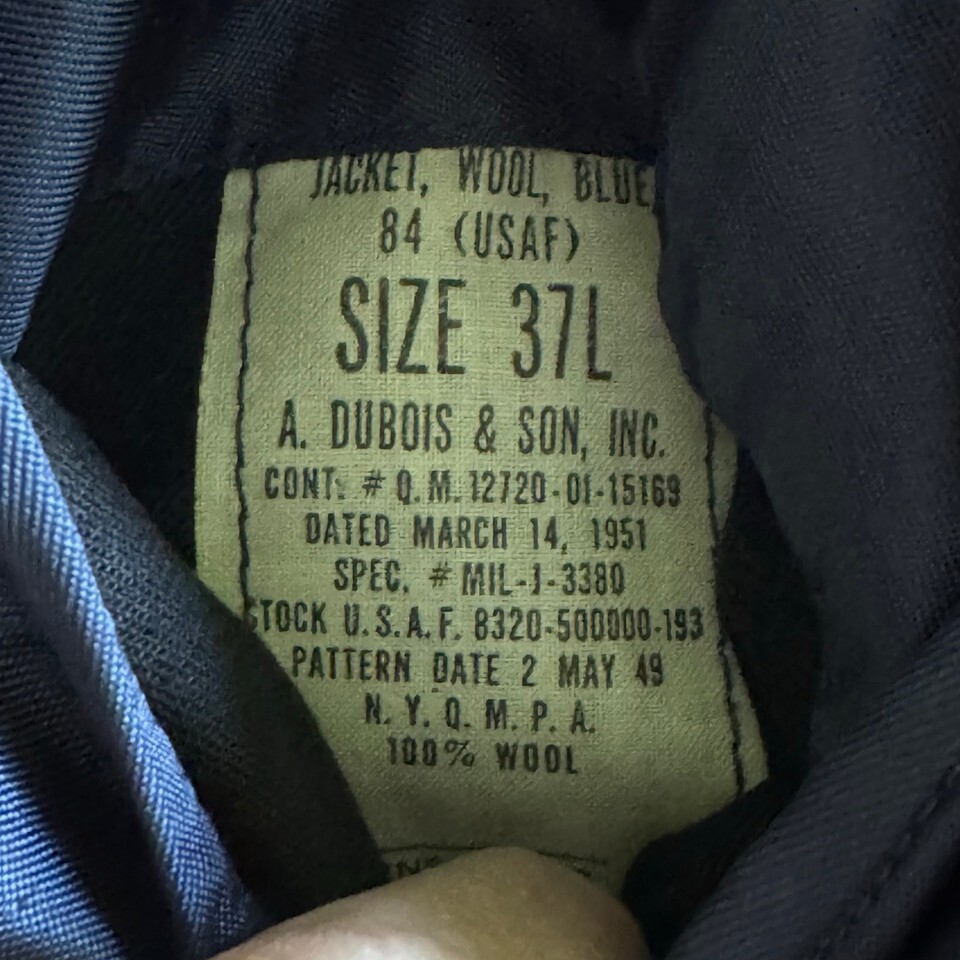 JACKET, WOOL, BLUE,
84 (USAF)
SIZE 37L
A. DUBOIS & SON, INC.
CONT. # Q.M. 12720-01-15169
DATED MARCH 14, 1951
SPEC. # MIL-J-3380
STOCK U.S.A.F. 8320-500000-193
PATTERN DATE 2 MAY 49
N. Y. Q. M. P. A.
100% WOOL